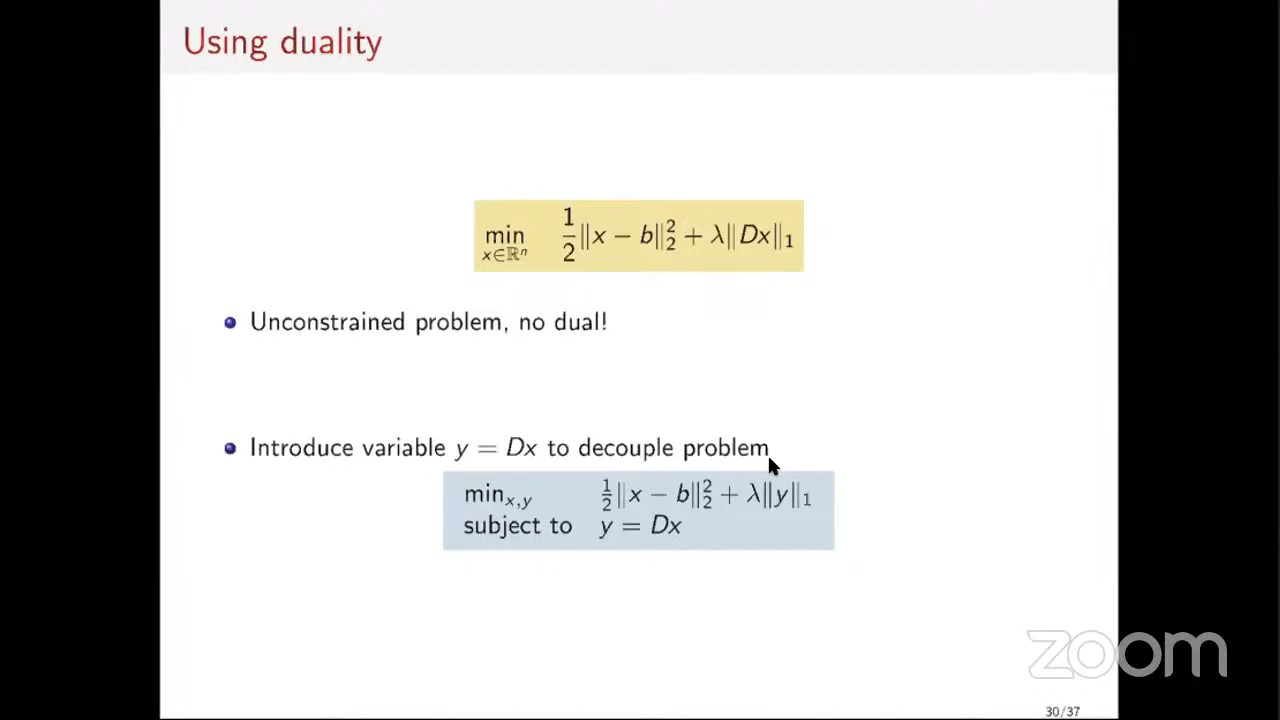 Using duality
min x∈ℝⁿ  1/2 ‖x − b‖₂² + λ‖Dx‖₁
Unconstrained problem, no dual!
Introduce variable y = Dx to decouple problem
minₓ,ᵧ  1/2 ‖x − b‖₂² + λ‖y‖₁
subject to y = Dx
zoom
30/37